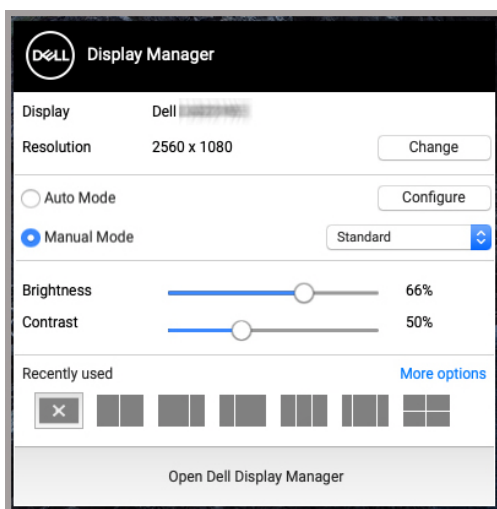 DELL Display Manager
Display Dell
Resolution 2560 x 1080 Change
Auto Mode Configure
Manual Mode Standard
Brightness 66%
Contrast 50%
Recently used More options
Open Dell Display Manager